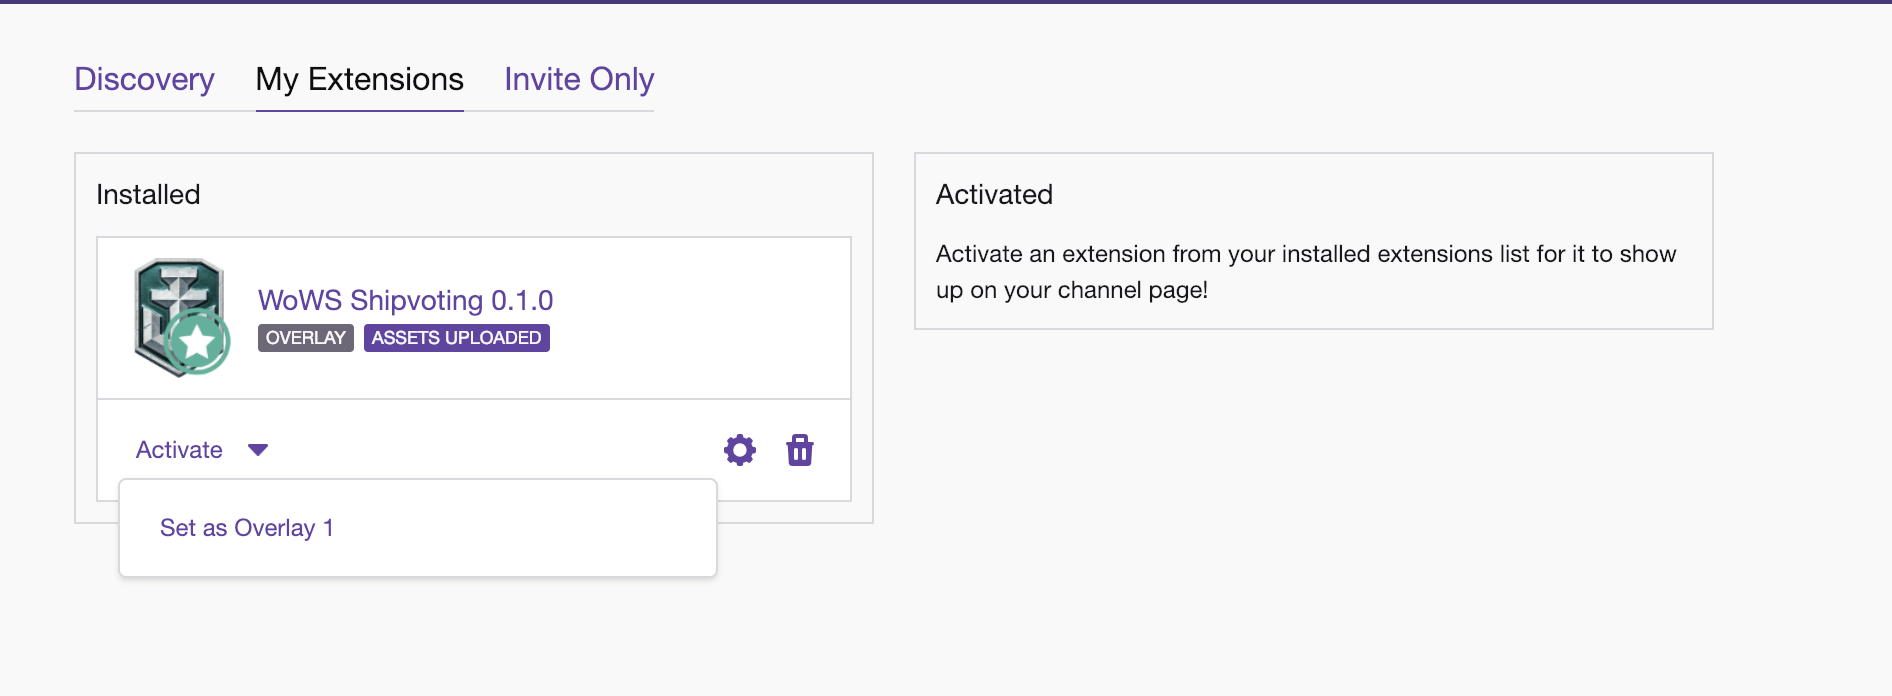 Discovery My Extensions Invite Only
Installed
WoWS Shipvoting 0.1.0
OVERLAY ASSETS UPLOADED
Activate
Set as Overlay 1
Activated
Activate an extension from your installed extensions list for it to show
up on your channel page!